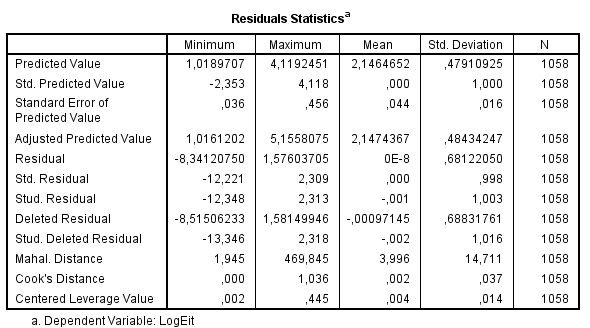 Residuals Statisticsa
Minimum Maximum Mean Std. Deviation N
Predicted Value 1,0189707 4,1192451 2,1464652 ,47910925 1058
Std. Predicted Value -2,353 4,118 ,000 1,000 1058
Standard Error of
Predicted Value ,036 ,456 ,044 ,016 1058
Adjusted Predicted Value 1,0161202 5,1558075 2,1474367 ,48434247 1058
Residual -8,34120750 1,57603705 0E-8 ,68122050 1058
Std. Residual -12,221 2,309 ,000 ,998 1058
Stud. Residual -12,348 2,313 -,001 1,003 1058
Deleted Residual -8,51506233 1,58149946 -,00097145 ,68831761 1058
Stud. Deleted Residual -13,346 2,318 -,002 1,016 1058
Mahal. Distance 1,945 469,845 3,996 14,711 1058
Cook's Distance ,000 1,036 ,002 ,037 1058
Centered Leverage Value ,002 ,445 ,004 ,014 1058
a. Dependent Variable: LogEit